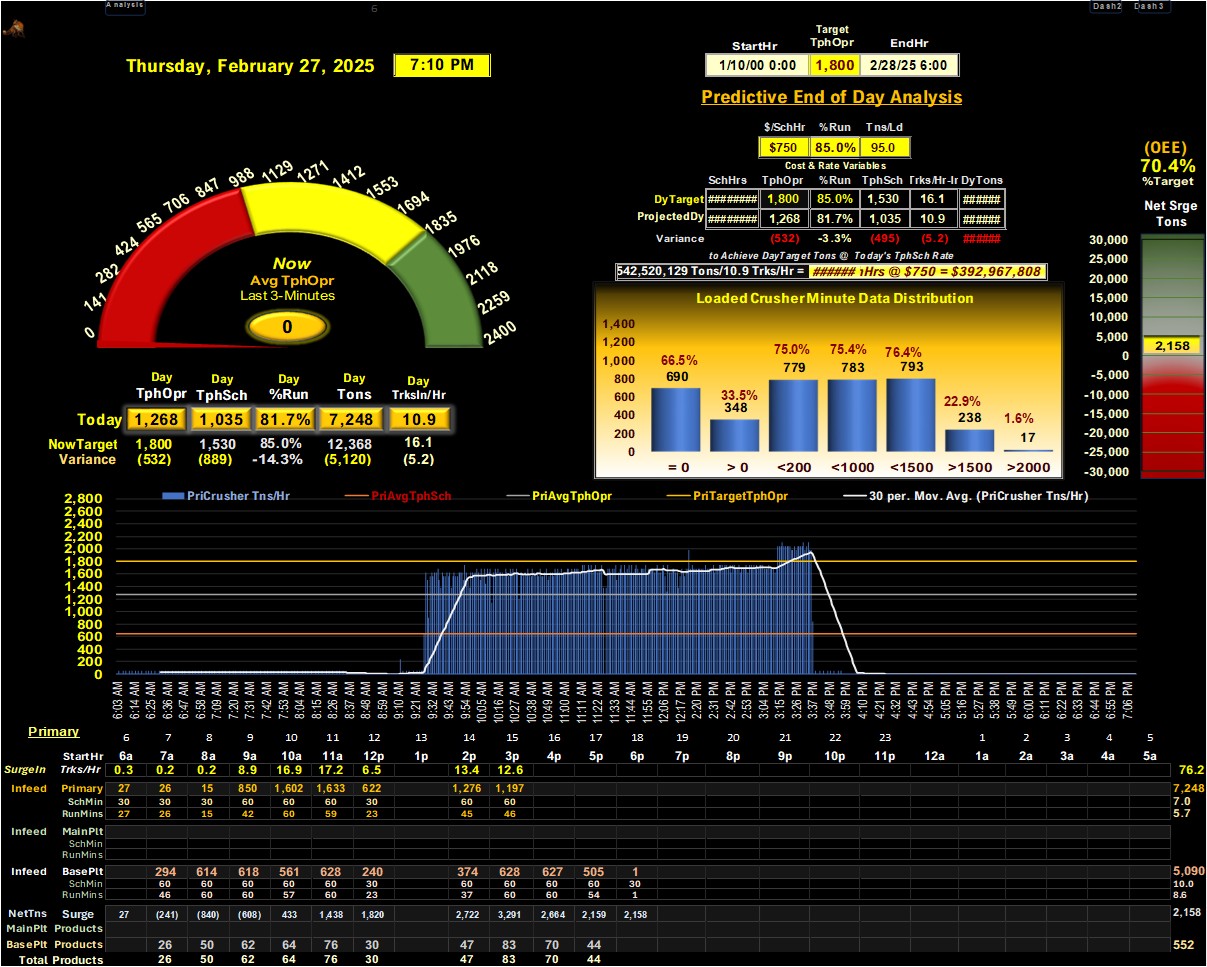 Analysis
6
Dash2 Dash3
Thursday, February 27, 2025 7:10 PM
StartHr Target TphOpr EndHr
1/10/00 0:00 1,800 2/28/25 6:00
Predictive End of Day Analysis
$/SchHr %Run Tns/Ld
$750 85.0% 95.0
Cost & Rate Variables
SchHrs TphOpr %Run TphSch Trks/Hr-Ir DyTons
DyTarget ######## 1,800 85.0% 1,530 16.1 ######
ProjectedDy ######## 1,268 81.7% 1,035 10.9 ######
Variance (532) -3.3% (495) (5.2) ######
to Achieve DayTarget Tons @ Today's TphSch Rate
542,520,129 Tons/10.9 Trks/Hr = ###### ıHrs @ $750 = $392,967,808
(OEE)
70.4%
%Target
Net Srge
Tons
30,000
25,000
20,000
15,000
10,000
5,000
2,158
0
-5,000
-10,000
-15,000
-20,000
-25,000
-30,000
0 141 282 424 565 706 847 988 1129 1271 1412 1553 1694 1835 1976 2118 2259 2400
Now
Avg TphOpr
Last 3-Minutes
0
Day Day Day Day Day
TphOpr TphSch %Run Tons TrksIn/Hr
Today 1,268 1,035 81.7% 7,248 10.9
NowTarget 1,800 1,530 85.0% 12,368 16.1
Variance (532) (889) -14.3% (5,120) (5.2)
Loaded Crusher Minute Data Distribution
1,400
1,200
1,000
800
600
400
200
0
66.5% 33.5% 75.0% 75.4% 76.4% 22.9% 1.6%
690 348 779 783 793 238 17
= 0 > 0 <200 <1000 <1500 >1500 >2000
PriCrusher Tns/Hr PriAvgTphSch PriAvgTphOpr PriTargetTphOpr 30 per. Mov. Avg. (PriCrusher Tns/Hr)
2,800
2,600
2,400
2,200
2,000
1,800
1,600
1,400
1,200
1,000
800
600
400
200
0
6:03 AM 6:14 AM 6:25 AM 6:36 AM 6:47 AM 6:58 AM 7:09 AM 7:20 AM 7:31 AM 7:42 AM 7:53 AM 8:04 AM 8:15 AM 8:26 AM 8:37 AM 8:48 AM 8:59 AM 9:10 AM 9:21 AM 9:32 AM 9:43 AM 9:54 AM 10:05 AM 10:16 AM 10:27 AM 10:38 AM 10:49 AM 11:00 AM 11:11 AM 11:22 AM 11:33 AM 11:44 AM 11:55 AM 12:06 PM 12:17 PM 2:20 PM 2:31 PM 2:42 PM 2:53 PM 3:04 PM 3:15 PM 3:26 PM 3:37 PM 3:48 PM 3:59 PM 4:10 PM 4:21 PM 4:32 PM 4:43 PM 4:54 PM 5:05 PM 5:16 PM 5:27 PM 5:38 PM 5:49 PM 6:00 PM 6:11 PM 6:22 PM 6:33 PM 6:44 PM 6:55 PM 7:06 PM
Primary
6 7 8 9 10 11 12 13 14 15 16 17 18 19 20 21 22 23 1 2 3 4 5
StartHr 6a 7a 8a 9a 10a 11a 12p 1p 2p 3p 4p 5p 6p 7p 8p 9p 10p 11p 12a 1a 2a 3a 4a 5a
SurgeIn Trks/Hr 0.3 0.2 0.2 8.9 16.9 17.2 6.5 13.4 12.6 76.2
Infeed Primary 27 26 15 850 1,602 1,633 622 1,276 1,197 7,248
SchMin 30 30 30 60 60 60 30 60 60 7.0
RunMins 27 26 15 42 60 59 23 45 46 5.7
Infeed MainPlt
SchMin
RunMins
Infeed BasePlt 294 614 618 561 628 240 374 628 627 505 1 5,090
SchMin 60 60 60 60 60 30 60 60 60 60 30 10.0
RunMins 46 60 60 57 60 23 37 60 60 54 1 8.6
NetTns Surge 27 (241) (840) (608) 433 1,438 1,820 2,722 3,291 2,664 2,159 2,158 2,158
MainPlt Products
BasePlt Products 26 50 62 64 76 30 47 83 70 44 552
Total Products 26 50 62 64 76 30 47 83 70 44